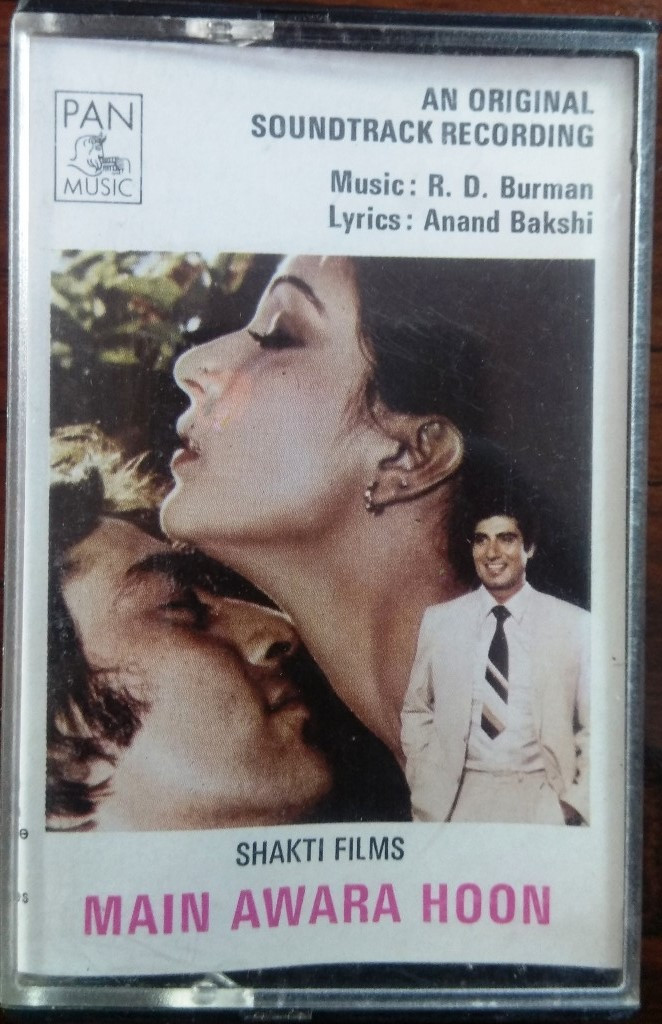 PAN
MUSIC
AN ORIGINAL
SOUNDTRACK RECORDING
Music: R. D. Burman
Lyrics: Anand Bakshi
SHAKTI FILMS
MAIN AWARA HOON